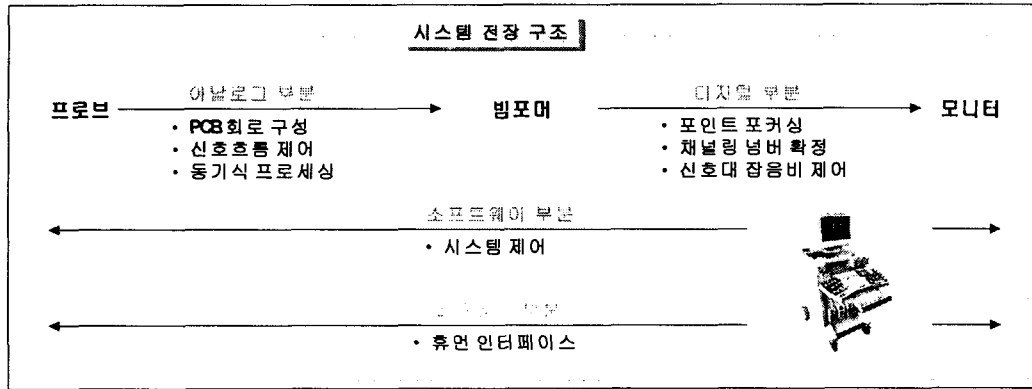 시스템 전장 구조
아날로그 부분
디지털 부분
프로브
빔포머
모니터
• PCB 회로 구성
• 신호흐름 제어
• 동기식 프로세싱
• 포인트 포커싱
• 채널링 넘버 확정
• 신호대 잡음비 제어
소프트웨어 부분
• 시스템 제어
부분
• 휴먼 인터페이스